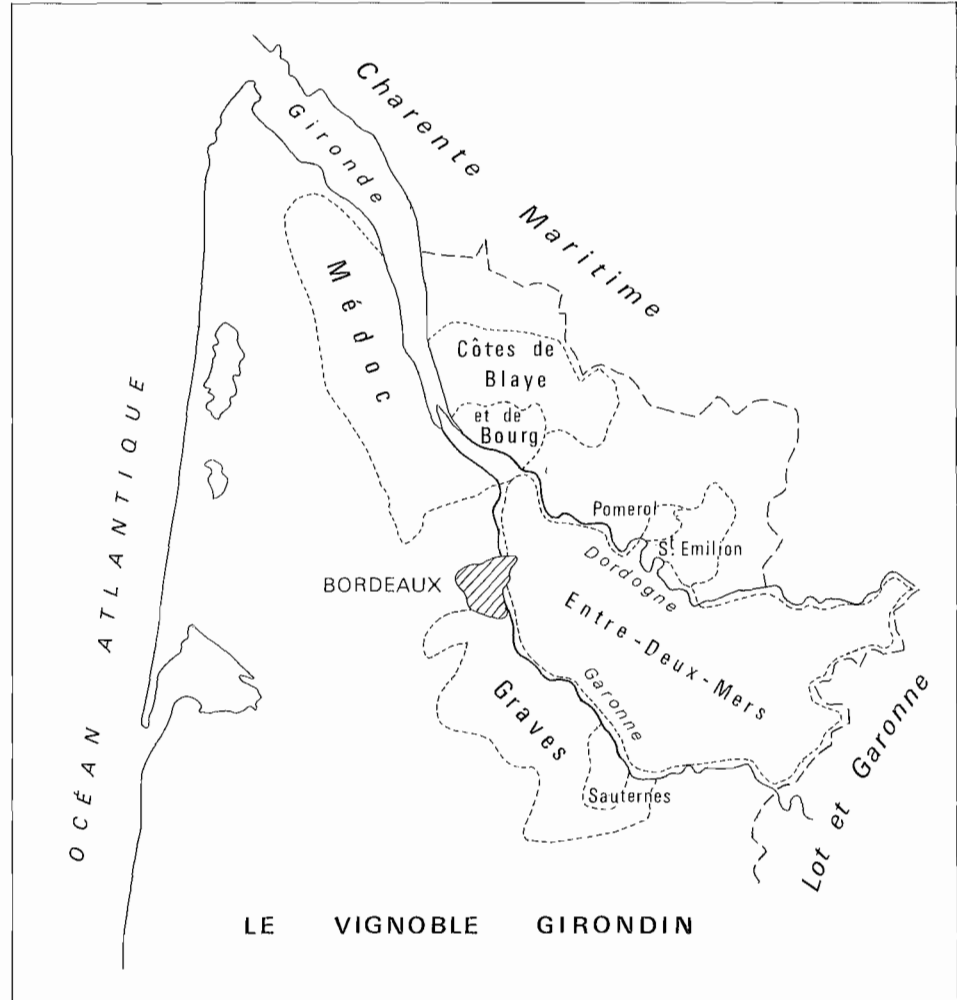 Charente Maritime
Gironde
Médoc
Côtes de
Blaye
et de
Bourg
OCÉAN ATLANTIQUE
Pomerol
St Emilion
Dordogne
BORDEAUX
Entre-Deux-Mers
Garonne
Graves
Sauternes
Lot et Garonne
LE VIGNOBLE GIRONDIN